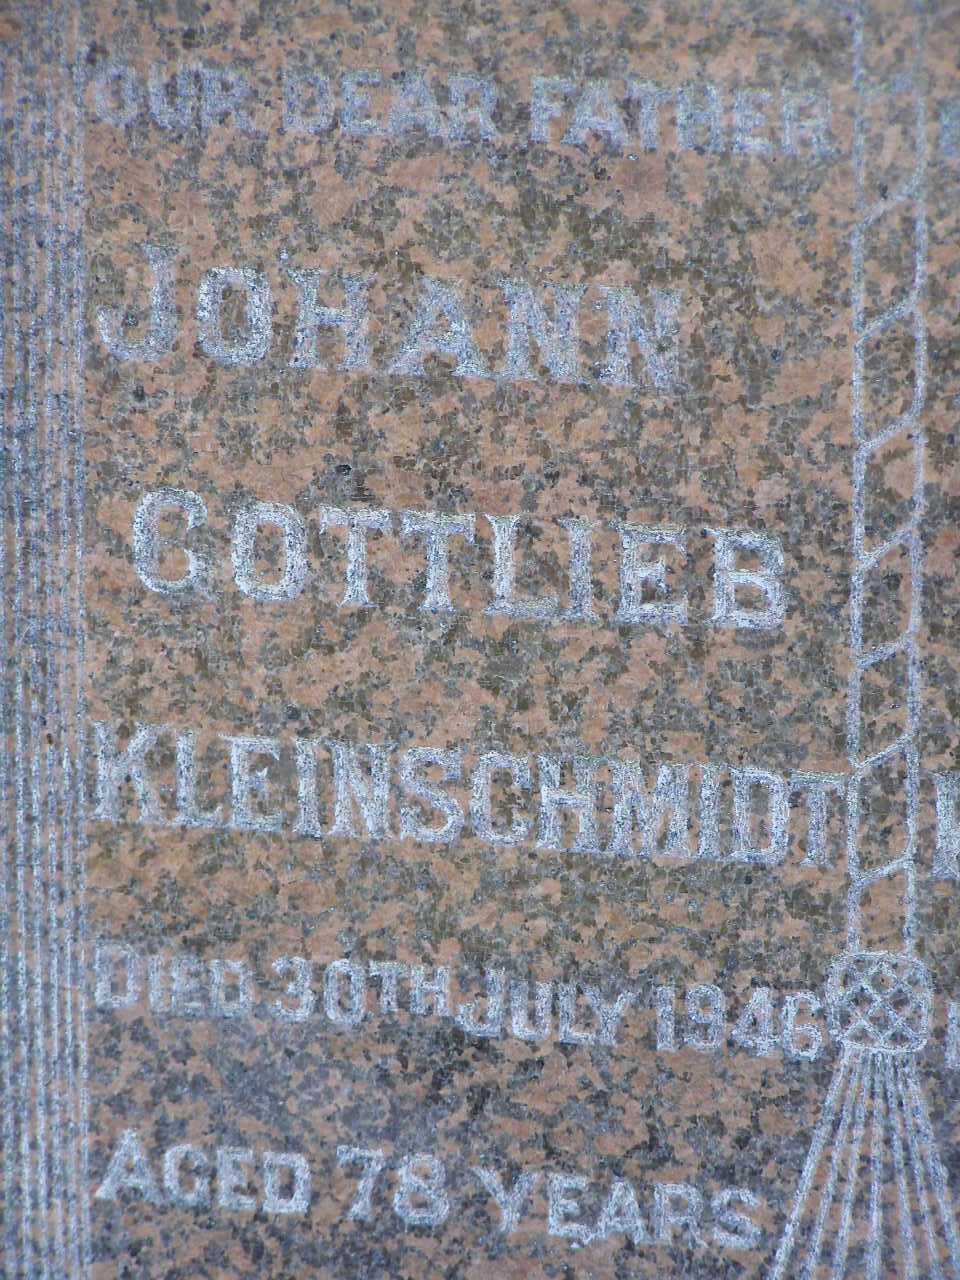 OUR DEAR FATHER
JOHANN
GOTTLIEB
KLEINSCHMIDT
DIED 30TH JULY 1946
AGED 78 YEARS